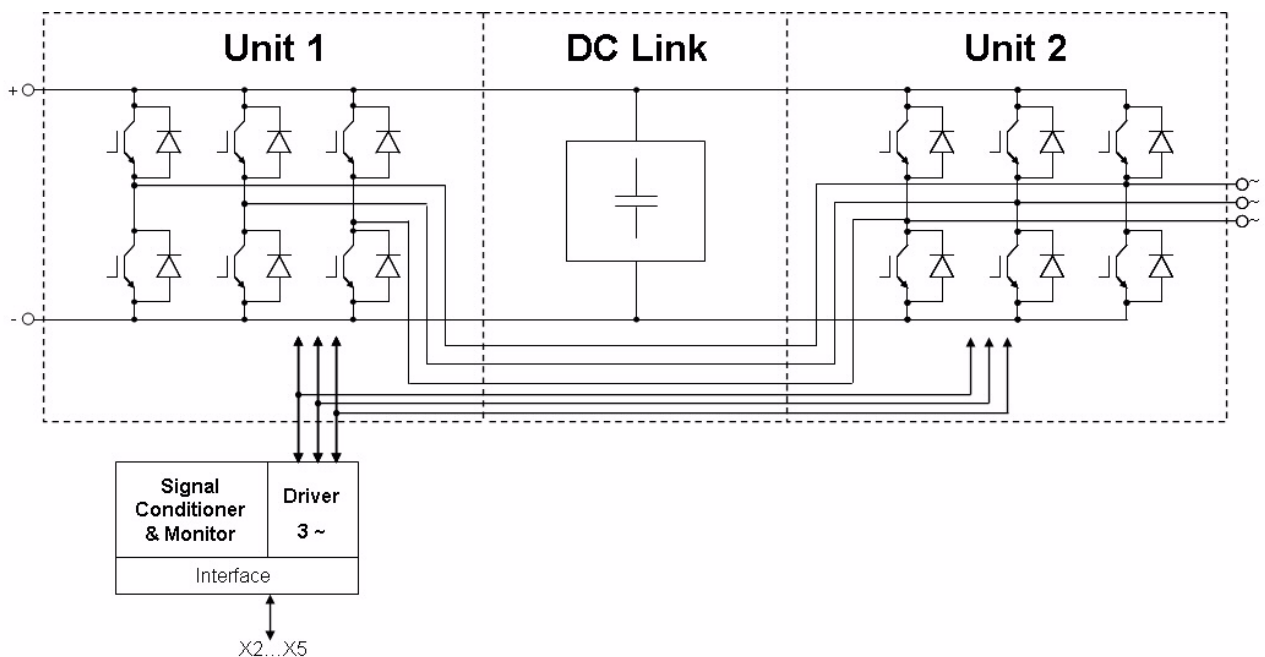 Unit 1
DC Link
Unit 2
+
-
~
~
~
Signal
Conditioner
& Monitor
Driver
3 ~
Interface
X2...X5